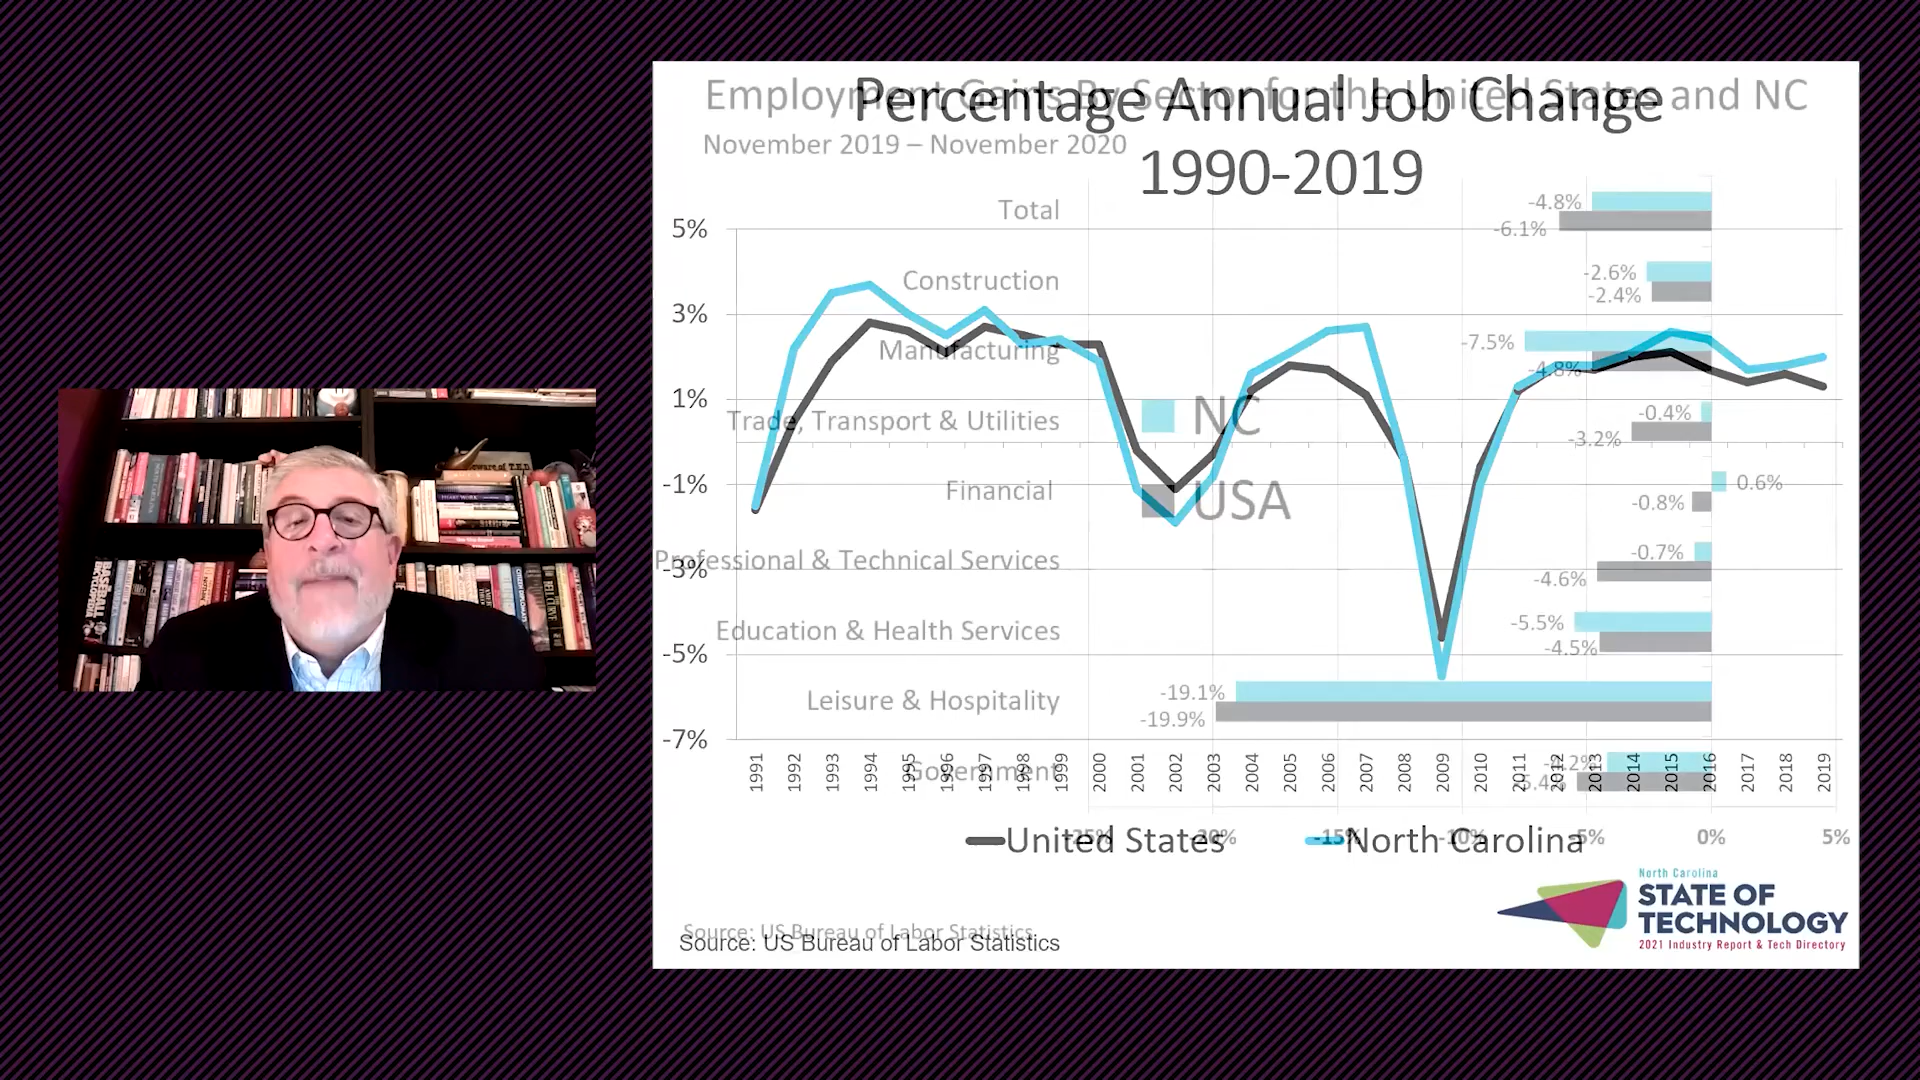 Employment Gains By Sector for the United States and NC
November 2019 – November 2020
Percentage Annual Job Change
1990-2019
Total
-4.8%
-6.1%
Construction
-2.6%
-2.4%
Manufacturing
-7.5%
-4.8%
Trade, Transport & Utilities
-0.4%
-3.2%
Financial
0.6%
-0.8%
Professional & Technical Services
-0.7%
-4.6%
Education & Health Services
-5.5%
-4.5%
Leisure & Hospitality
-19.1%
-19.9%
Government
NC
USA
5%
3%
1%
-1%
-3%
-5%
-7%
1991 1992 1993 1994 1995 1996 1997 1998 1999 2000 2001 2002 2003 2004 2005 2006 2007 2008 2009 2010 2011 2012 2013 2014 2015 2016 2017 2018 2019
-25% -20% -15% -10% -5% 0% 5%
United States North Carolina
Source: US Bureau of Labor Statistics
Source: US Bureau of Labor Statistics
North Carolina
STATE OF
TECHNOLOGY
2021 Industry Report & Tech Directory
BASEBALL
ENCYCLOPEDIA